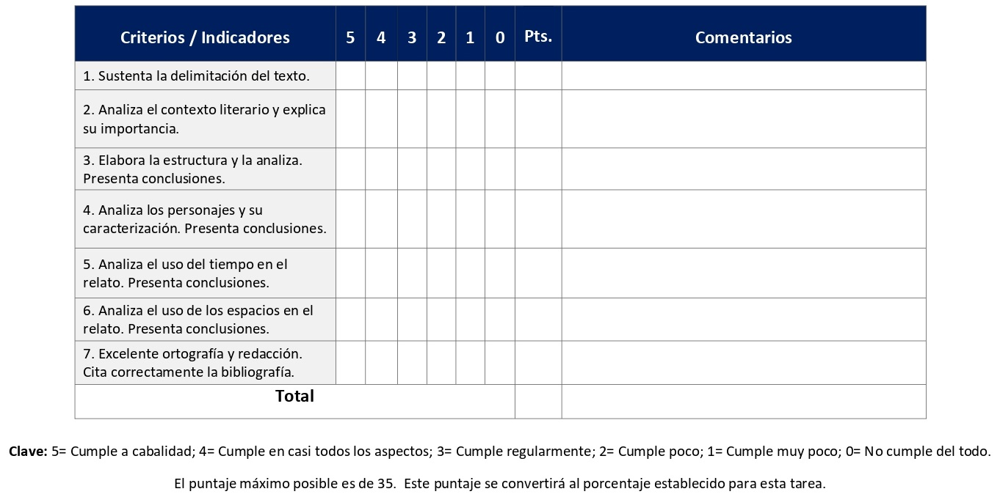 Criterios / Indicadores 5 4 3 2 1 0 Pts. Comentarios
1. Sustenta la delimitación del texto.
2. Analiza el contexto literario y explica
su importancia.
3. Elabora la estructura y la analiza.
Presenta conclusiones.
4. Analiza los personajes y su
caracterización. Presenta conclusiones.
5. Analiza el uso del tiempo en el
relato. Presenta conclusiones.
6. Analiza el uso de los espacios en el
relato. Presenta conclusiones.
7. Excelente ortografía y redacción.
Cita correctamente la bibliografía.
Total
Clave: 5= Cumple a cabalidad; 4= Cumple en casi todos los aspectos; 3= Cumple regularmente; 2= Cumple poco; 1= Cumple muy poco; 0= No cumple del todo.
El puntaje máximo posible es de 35. Este puntaje se convertirá al porcentaje establecido para esta tarea.